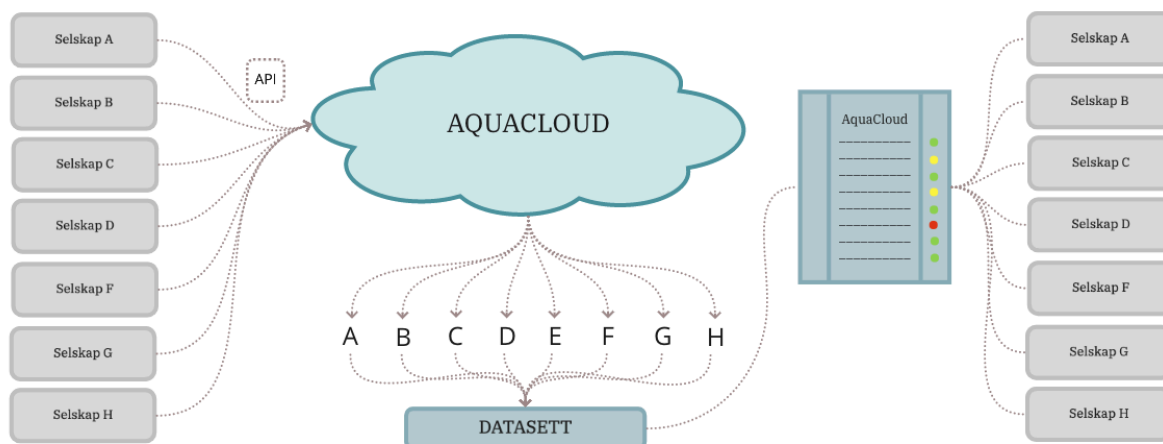 Selskap A
Selskap B
Selskap C
Selskap D
Selskap F
Selskap G
Selskap H
API
AQUACLOUD
A B C D E F G H
DATASETT
AquaCloud
Selskap A
Selskap B
Selskap C
Selskap D
Selskap F
Selskap G
Selskap H